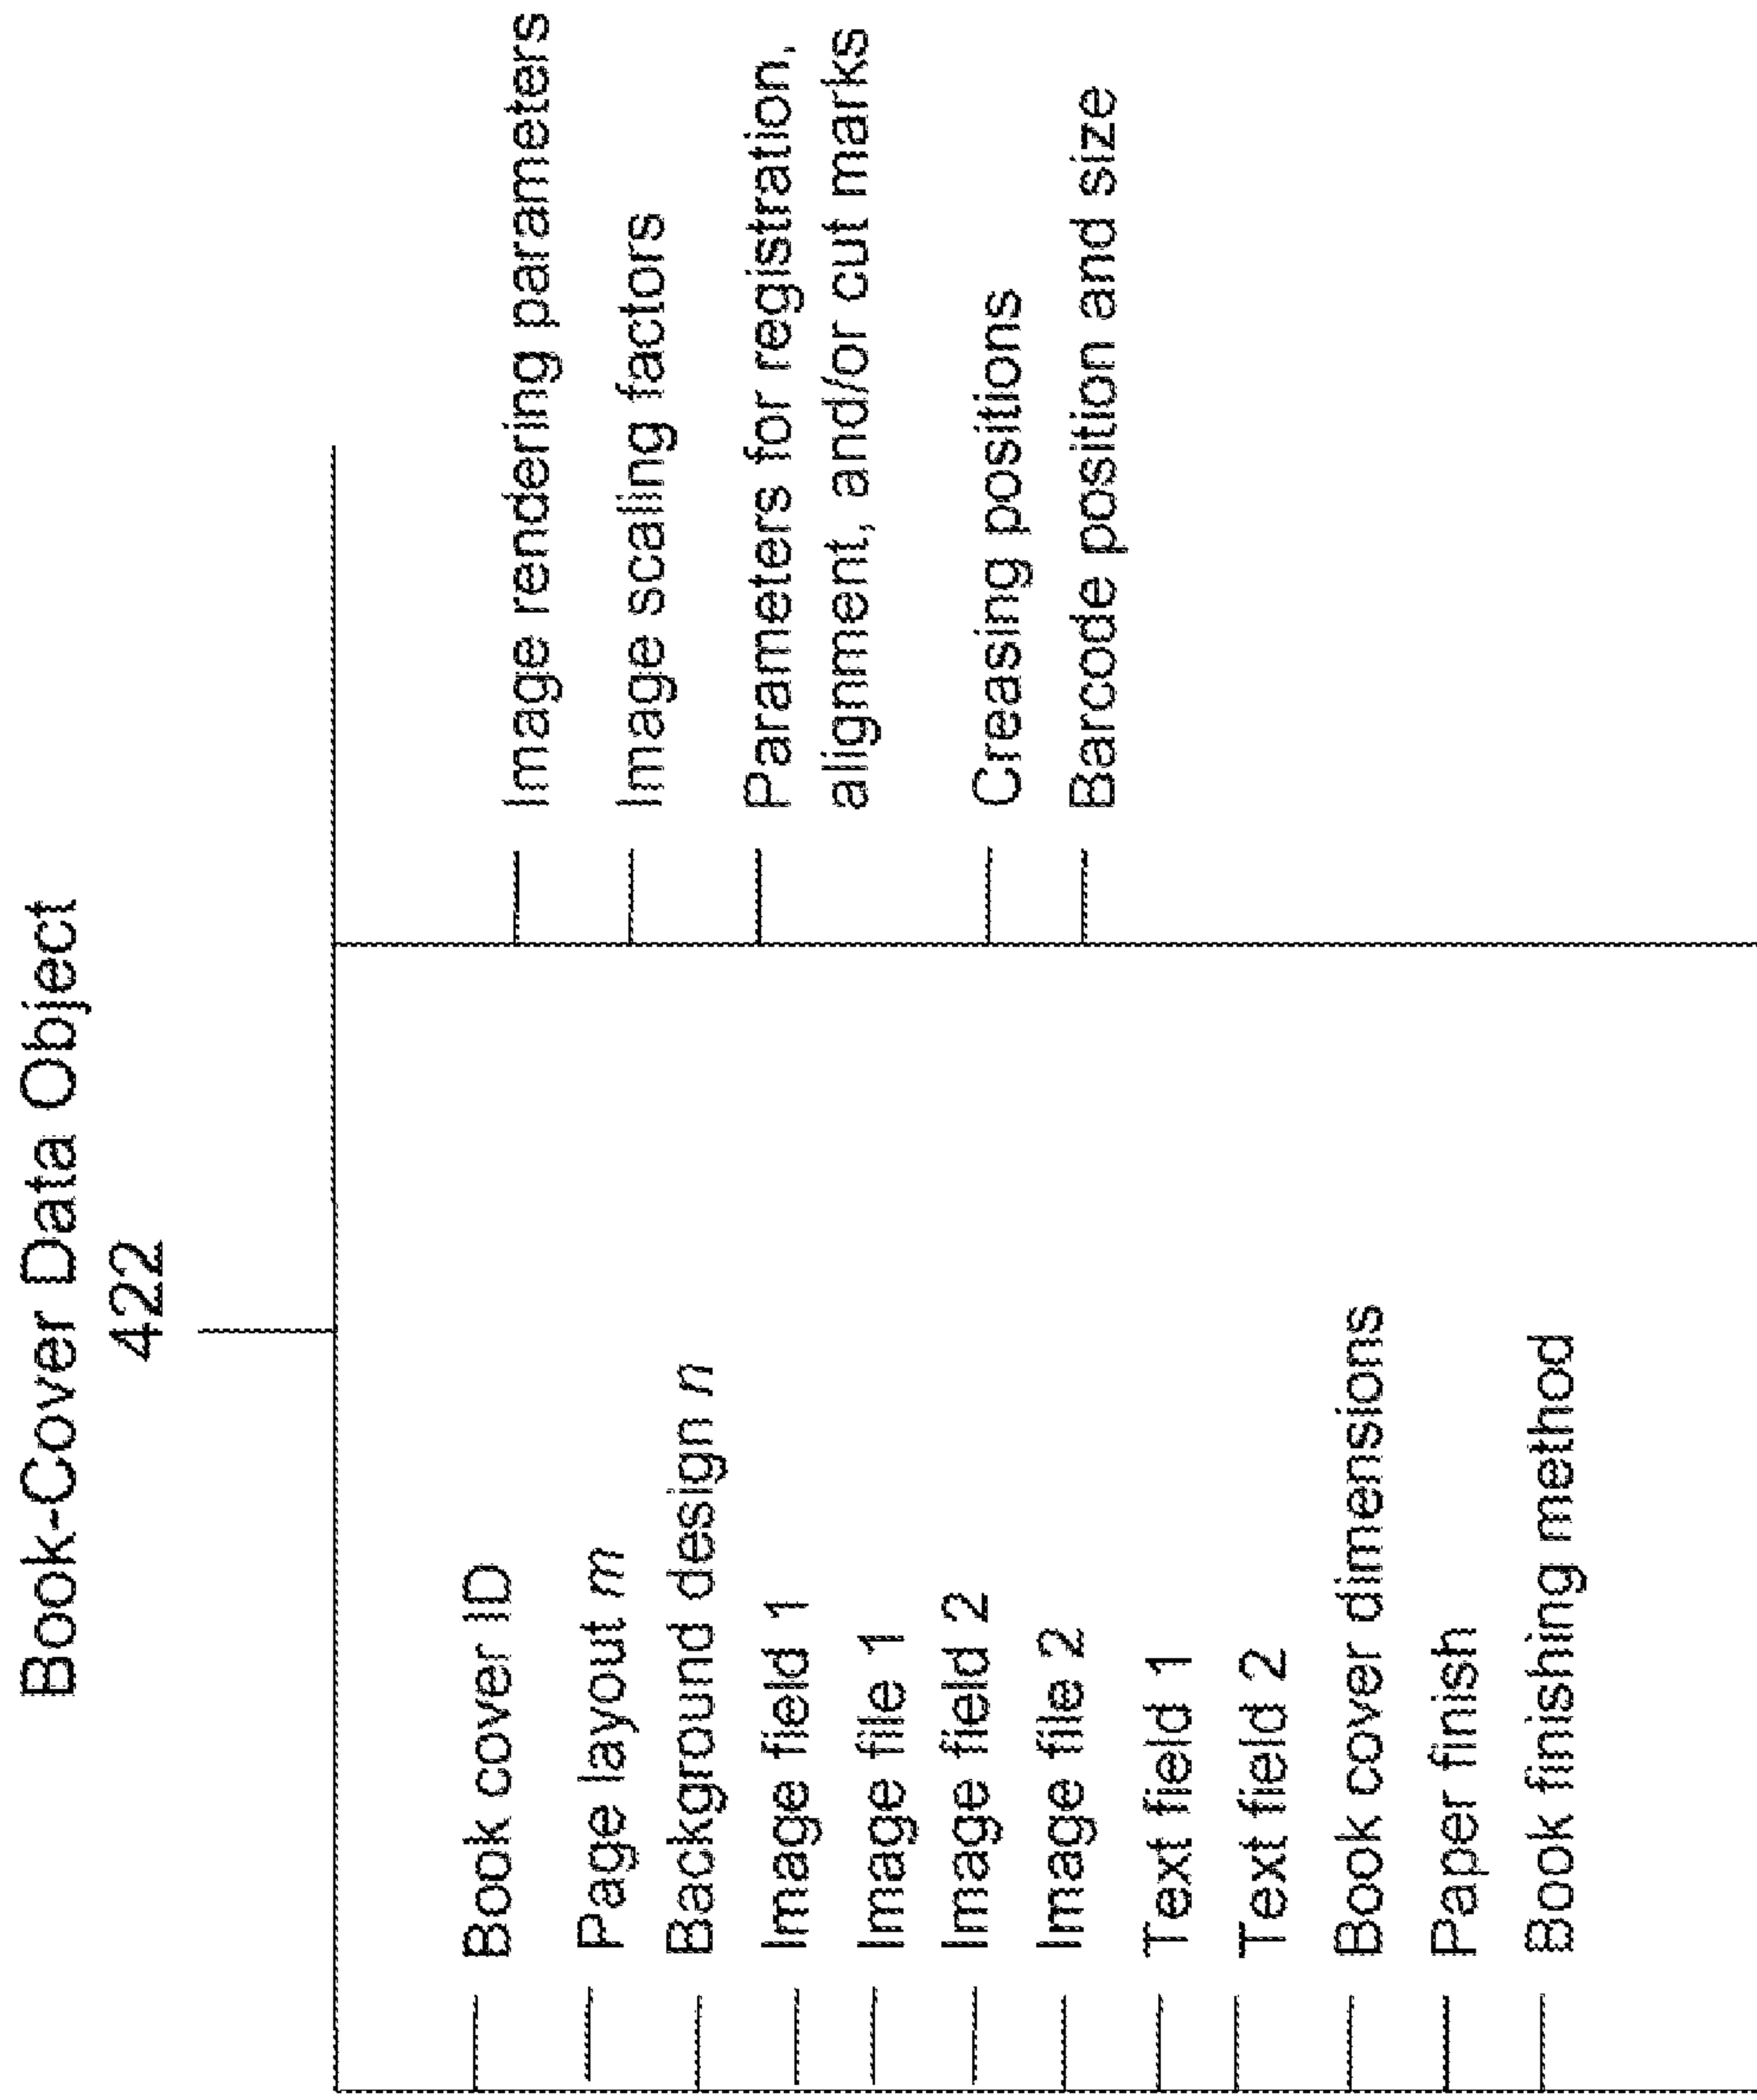 Book-Cover Data Object
422
Book cover ID
Page layout m
Background design n
Image field 1
Image file 1
Image field 2
Image file 2
Text field 1
Text field 2
Book cover dimensions
Paper finish
Book finishing method
Image rendering parameters
Image scaling factors
Parameters for registration,
alignment, and/or cut marks
Creasing positions
Barcode position and size